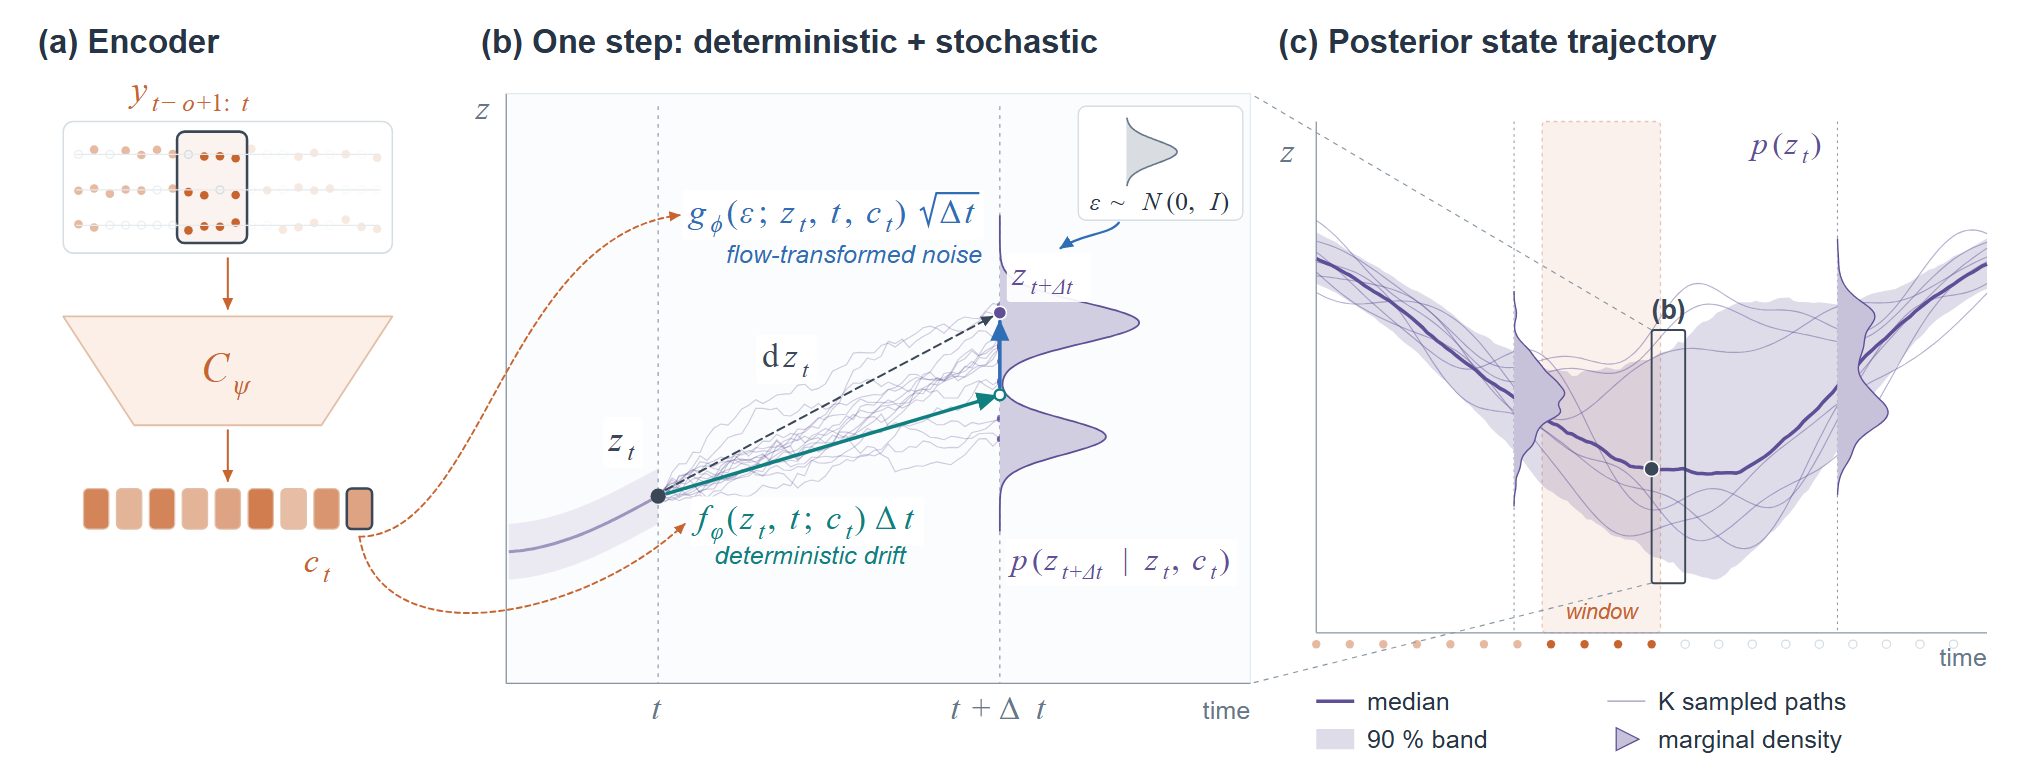 (a) Encoder
y t−o+1: t
C ψ
c t
(b) One step: deterministic + stochastic
z
ε ~ N(0, I)
g ϕ (ε; z t, t, c t) √Δt
flow-transformed noise
z t+Δt
d z t
z t
f φ (z t, t; c t) Δt
deterministic drift
p(z t+Δt | z t, c t)
t
t + Δ t
time
(c) Posterior state trajectory
z
p(z t)
(b)
window
time
median
K sampled paths
90 % band
marginal density